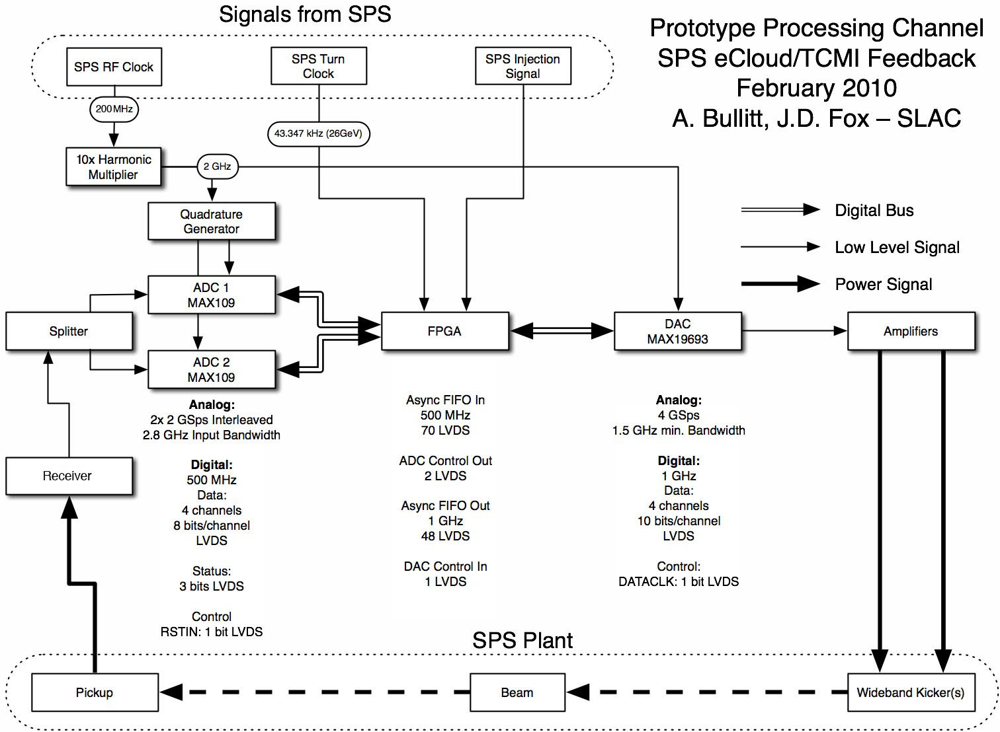 Signals from SPS
Prototype Processing Channel
SPS eCloud/TCMI Feedback
February 2010
A. Bullitt, J.D. Fox – SLAC
SPS RF Clock
SPS Turn
Clock
SPS Injection
Signal
200 MHz
43.347 kHz (26GeV)
10x Harmonic
Multiplier
2 GHz
Quadrature
Generator
Digital Bus
Low Level Signal
Power Signal
ADC 1
MAX109
Splitter
ADC 2
MAX109
FPGA
DAC
MAX19693
Amplifiers
Receiver
Analog:
2x 2 GSps Interleaved
2.8 GHz Input Bandwidth
Digital:
500 MHz
Data:
4 channels
8 bits/channel
LVDS
Status:
3 bits LVDS
Control
RSTIN: 1 bit LVDS
Async FIFO In
500 MHz
70 LVDS
ADC Control Out
2 LVDS
Async FIFO Out
1 GHz
48 LVDS
DAC Control In
1 LVDS
Analog:
4 GSps
1.5 GHz min. Bandwidth
Digital:
1 GHz
Data:
4 channels
10 bits/channel
LVDS
Control:
DATACLK: 1 bit LVDS
SPS Plant
Pickup
Beam
Wideband Kicker(s)